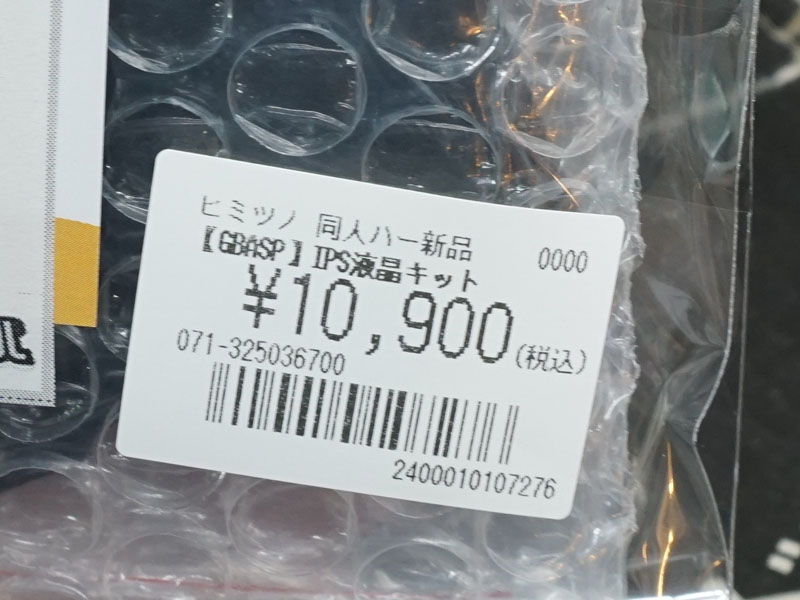 ヒミツノ 同人ハー新品 0000
【GBASP】IPS液晶キット
¥10,900(税込)
071-325036700
2400010107276